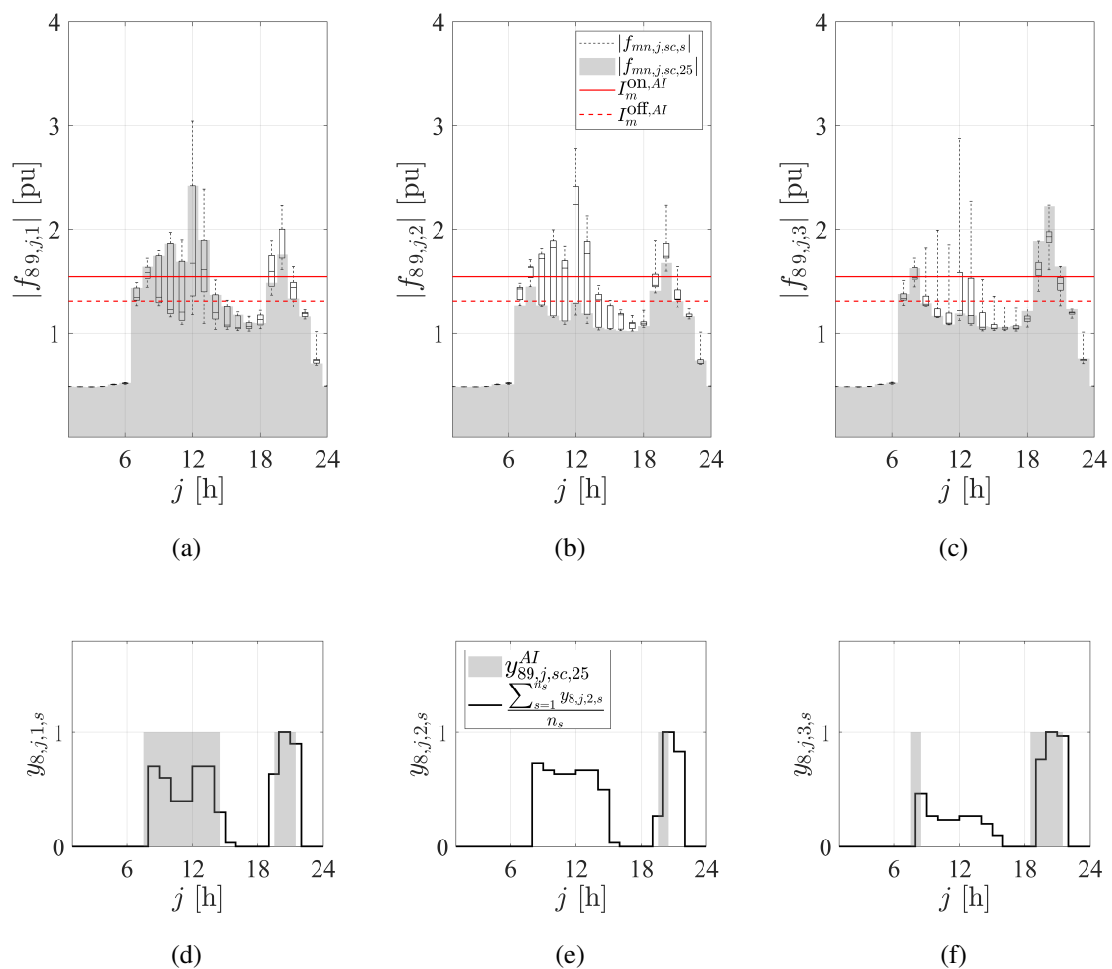 (a) (b) (c)
4 4 4
3 3 3
2 2 2
1 1 1
|f_{mn,j,sc,s}|
|f_{mn,j,sc,25}|
I_m^{on,AI}
I_m^{off,AI}
|f_{89,j,1}| [pu]
|f_{89,j,2}| [pu]
|f_{89,j,3}| [pu]
6 12 18 24 6 12 18 24 6 12 18 24
j [h] j [h] j [h]
(a) (b) (c)
y_{89,j,sc,25}^{AI}
\frac{\sum_{s=1}^{n_s} y_{8,j,2,s}}{n_s}
1 1 1
y_{8,j,1,s} y_{8,j,2,s} y_{8,j,3,s}
0 0 0
6 12 18 24 6 12 18 24 6 12 18 24
j [h] j [h] j [h]
(d) (e) (f)